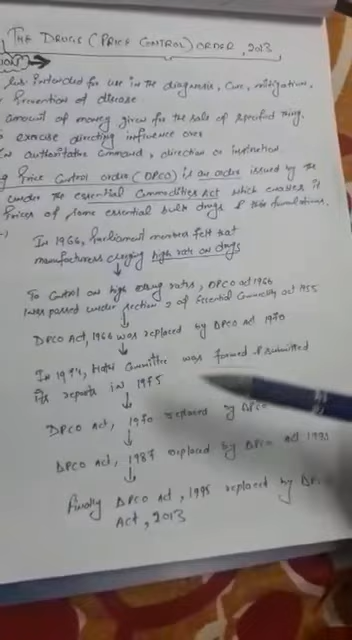 THE DRUGS (PRICE CONTROL) ORDER, 2013
is intended for use in the diagnosis, cure, mitigation,
Prevention of disease
amount of money given for the sale of specified thing.
exercise directing influence over
authoritative command, direction or instruction
Price Control order (DPCO) is an order issued by the
under the essential Commodities Act which enables it
Prices of some essential bulk drugs & their formulations.
In 1966, Parliament members felt that
manufacturers charging high rate on drugs
To Control on high rates, DPCO act 1966
was passed under section 3 of Essential Commodity act 1955
DPCO Act, 1966 was replaced by DPCO act 1970
In 1974, Hathi Committee was formed & submitted
its reports in 1975
DPCO act, 1970 replaced by DPCO
DPCO act, 1987 replaced by DPCO act 1995
Finally DPCO Act, 1995 replaced by
Act, 2013